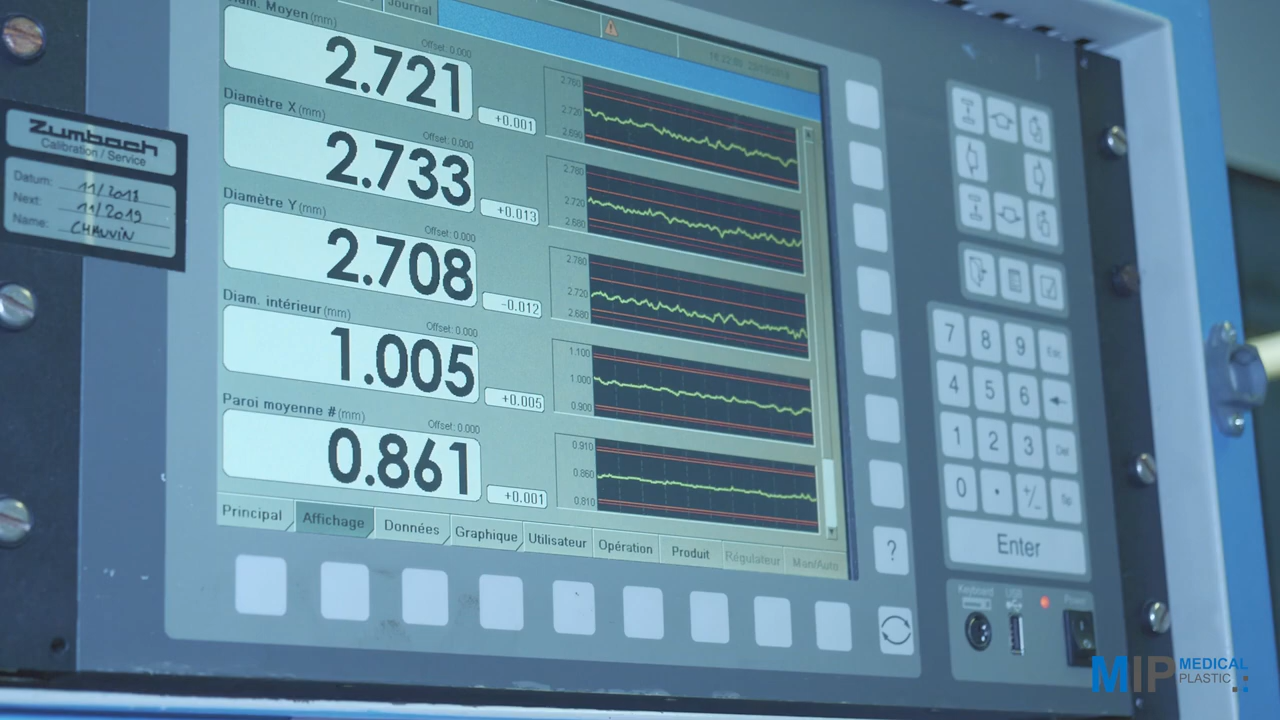 Journal
Diam. Moyen (mm)
Offset: 0.000
2.721
+0.001
2.760
2.720
2.690
Diamètre X (mm)
Offset: 0.000
2.733
+0.013
2.760
2.720
2.680
Diamètre Y (mm)
Offset: 0.000
2.708
-0.012
2.760
2.720
2.680
Diam. intérieur (mm)
Offset: 0.000
1.005
+0.005
1.100
1.000
0.900
Paroi moyenne # (mm)
Offset: 0.000
0.861
+0.001
0.910
0.860
0.810
Principal Affichage Données Graphique Utilisateur Opération Produit Régulateur Man/Auto
Zumbach
Calibration / Service
Datum: 11/2018
Next: 11/2019
Name: CHAUVIN
7 8 9 Esc
4 5 6
1 2 3 Del
0 . +/- Sp
Enter
?
Keyboard USB Power
MIP MEDICAL
PLASTIC